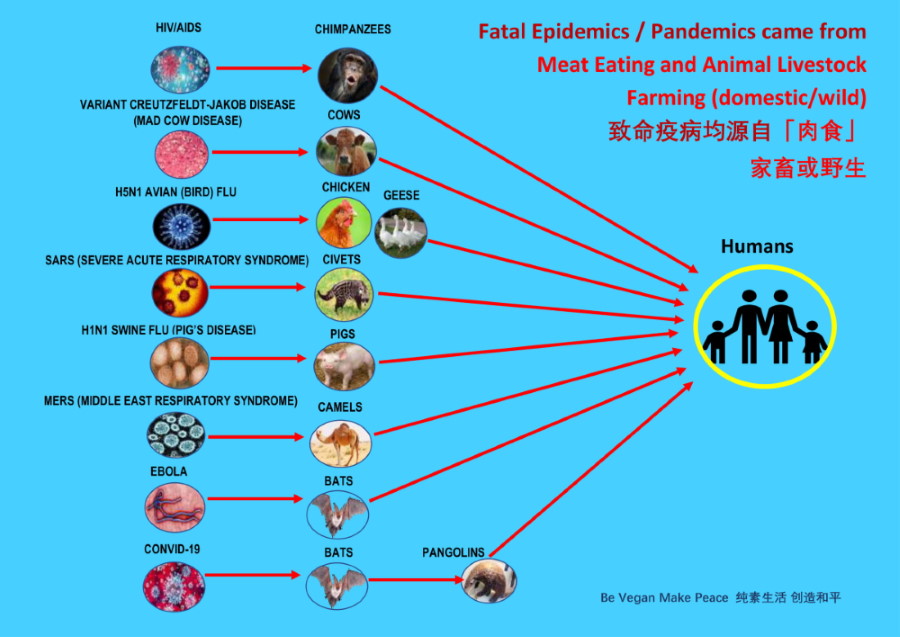 Fatal Epidemics / Pandemics came from
Meat Eating and Animal Livestock
Farming (domestic/wild)
致命疫病均源自「肉食」
家畜或野生
HIV/AIDS
CHIMPANZEES
VARIANT CREUTZFELDT-JAKOB DISEASE
(MAD COW DISEASE)
COWS
H5N1 AVIAN (BIRD) FLU
CHICKEN
GEESE
SARS (SEVERE ACUTE RESPIRATORY SYNDROME)
CIVETS
H1N1 SWINE FLU (PIG'S DISEASE)
PIGS
MERS (MIDDLE EAST RESPIRATORY SYNDROME)
CAMELS
EBOLA
BATS
CONVID-19
BATS
PANGOLINS
Humans
Be Vegan Make Peace 纯素生活 创造和平